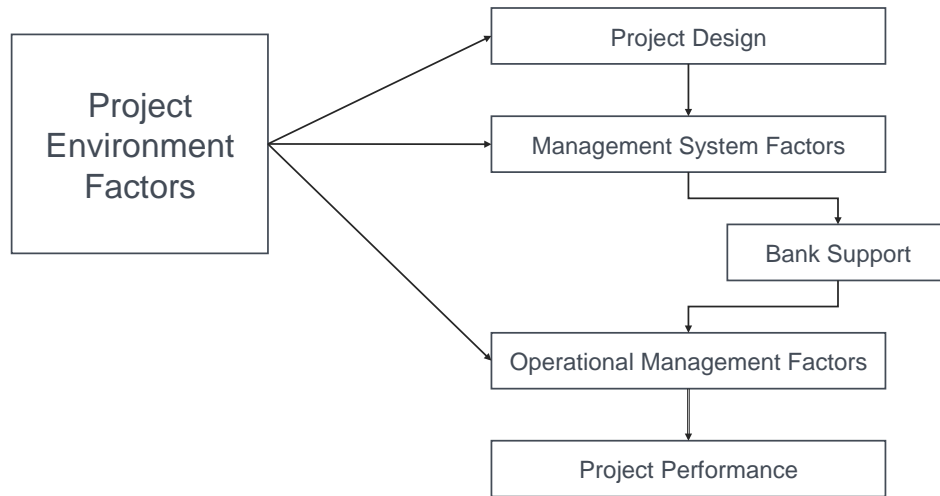 Project
Environment
Factors
Project Design
Management System Factors
Bank Support
Operational Management Factors
Project Performance